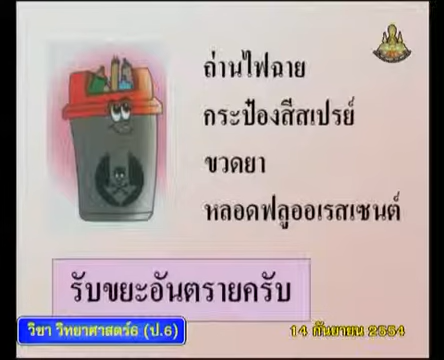 ถ่านไฟฉาย
กระป๋องสีสเปรย์
ขวดยา
หลอดฟลูออเรสเซนต์
รับขยะอันตรายครับ
วิชา วิทยาศาสตร์6 (ป.6)
14 กันยายน 2554